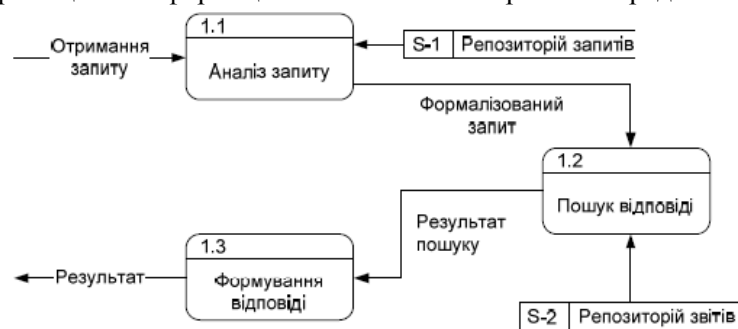 1.1
Отримання
запиту
Аналіз запиту
S-1 Репозиторій запитів
Формалізований
запит
1.2
Пошук відповіді
Результат
пошуку
1.3
Формування
відповіді
Результат
S-2 Репозиторій звітів